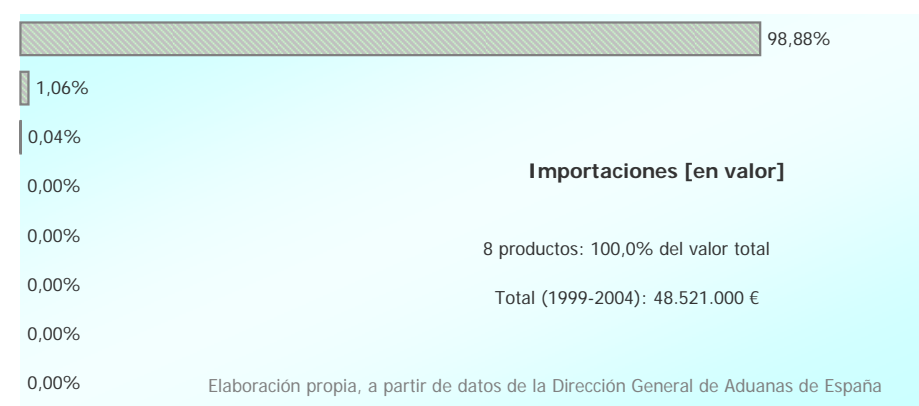 98,88%
1,06%
0,04%
Importaciones [en valor]
0,00%
0,00%
8 productos: 100,0% del valor total
0,00%
Total (1999-2004): 48.521.000 €
0,00%
0,00%
Elaboración propia, a partir de datos de la Dirección General de Aduanas de España